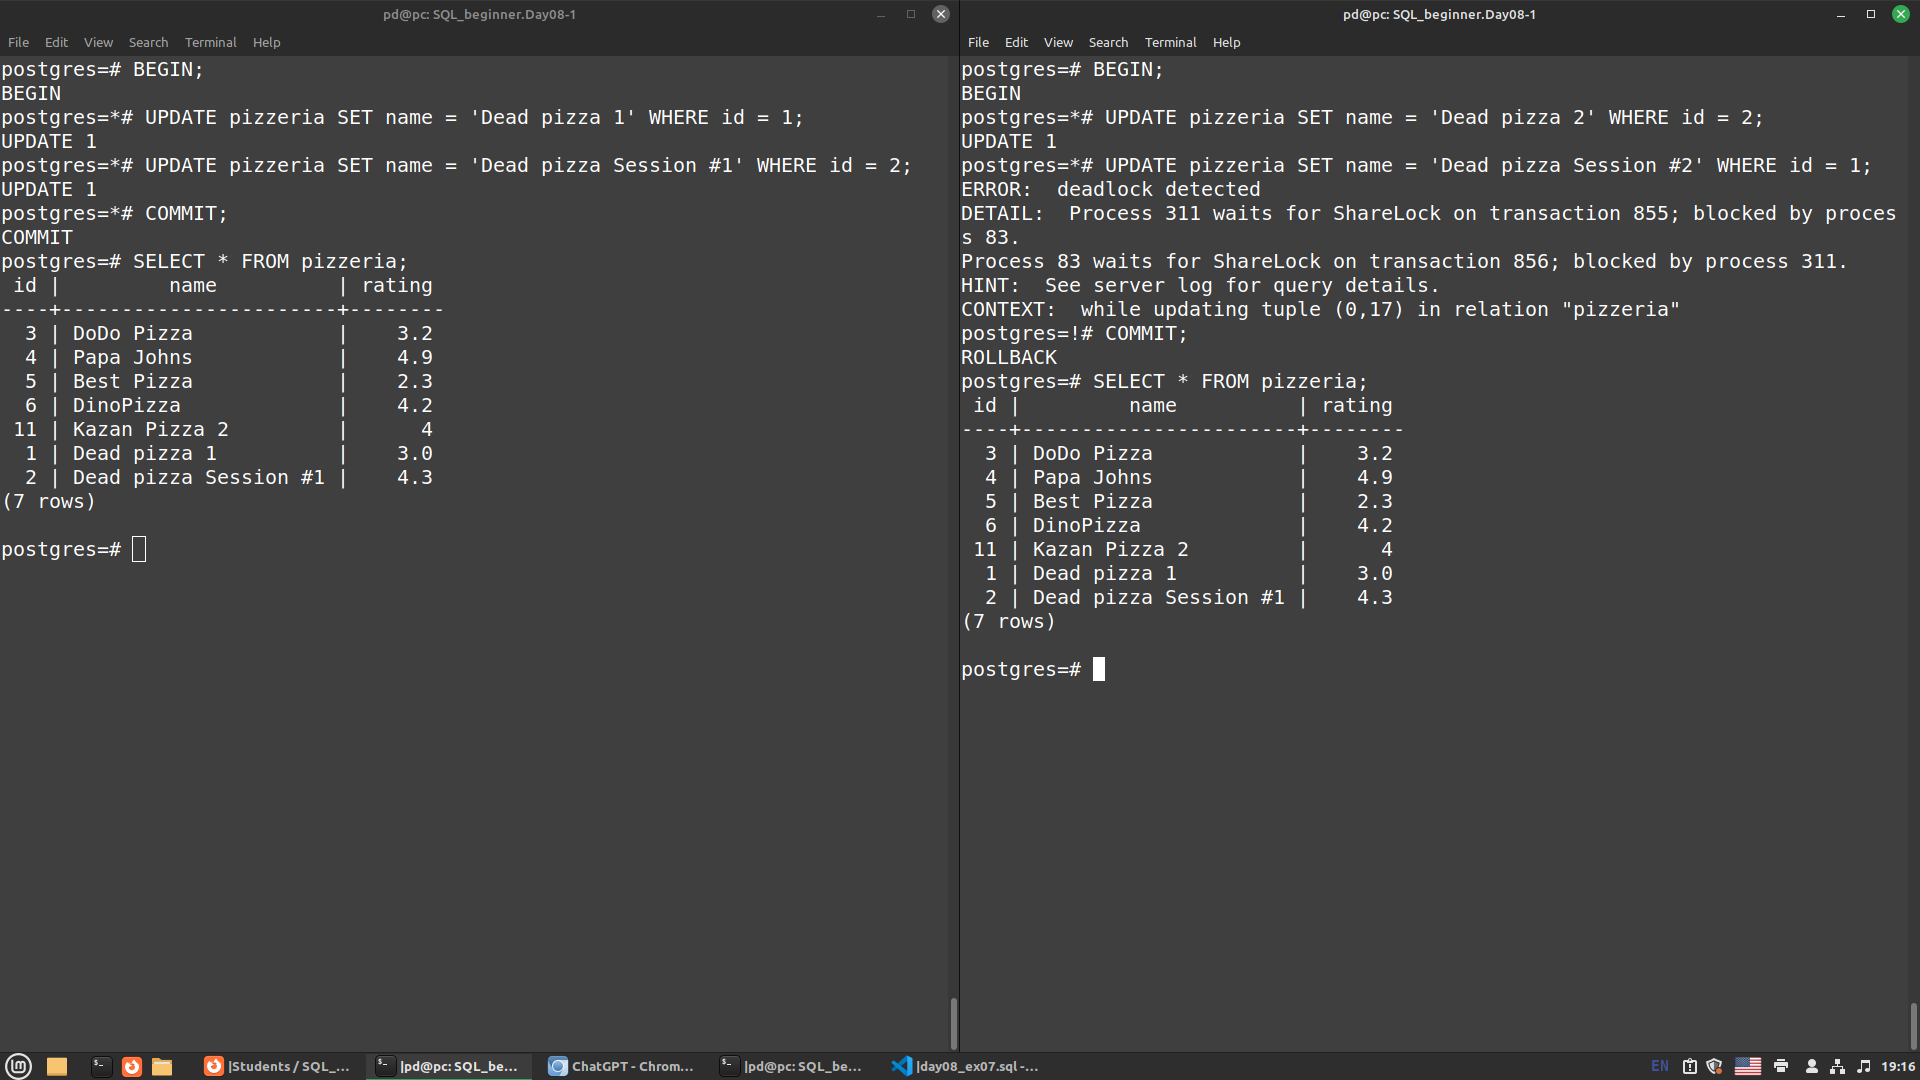 pd@pc: SQL_beginner.Day08-1
File Edit View Search Terminal Help
postgres=# BEGIN;
BEGIN
postgres=*# UPDATE pizzeria SET name = 'Dead pizza 1' WHERE id = 1;
UPDATE 1
postgres=*# UPDATE pizzeria SET name = 'Dead pizza Session #1' WHERE id = 2;
UPDATE 1
postgres=*# COMMIT;
COMMIT
postgres=# SELECT * FROM pizzeria;
 id |         name          | rating
----+-----------------------+--------
  3 | DoDo Pizza            |    3.2
  4 | Papa Johns            |    4.9
  5 | Best Pizza            |    2.3
  6 | DinoPizza             |    4.2
 11 | Kazan Pizza 2         |      4
  1 | Dead pizza 1          |    3.0
  2 | Dead pizza Session #1 |    4.3
(7 rows)
postgres=#
pd@pc: SQL_beginner.Day08-1
File Edit View Search Terminal Help
postgres=# BEGIN;
BEGIN
postgres=*# UPDATE pizzeria SET name = 'Dead pizza 2' WHERE id = 2;
UPDATE 1
postgres=*# UPDATE pizzeria SET name = 'Dead pizza Session #2' WHERE id = 1;
ERROR:  deadlock detected
DETAIL:  Process 311 waits for ShareLock on transaction 855; blocked by proces
s 83.
Process 83 waits for ShareLock on transaction 856; blocked by process 311.
HINT:  See server log for query details.
CONTEXT:  while updating tuple (0,17) in relation "pizzeria"
postgres=!# COMMIT;
ROLLBACK
postgres=# SELECT * FROM pizzeria;
 id |         name          | rating
----+-----------------------+--------
  3 | DoDo Pizza            |    3.2
  4 | Papa Johns            |    4.9
  5 | Best Pizza            |    2.3
  6 | DinoPizza             |    4.2
 11 | Kazan Pizza 2         |      4
  1 | Dead pizza 1          |    3.0
  2 | Dead pizza Session #1 |    4.3
(7 rows)
postgres=#
|Students / SQL_... |pd@pc: SQL_be... ChatGPT - Chrom... |pd@pc: SQL_be... |day08_ex07.sql -... EN 19:16